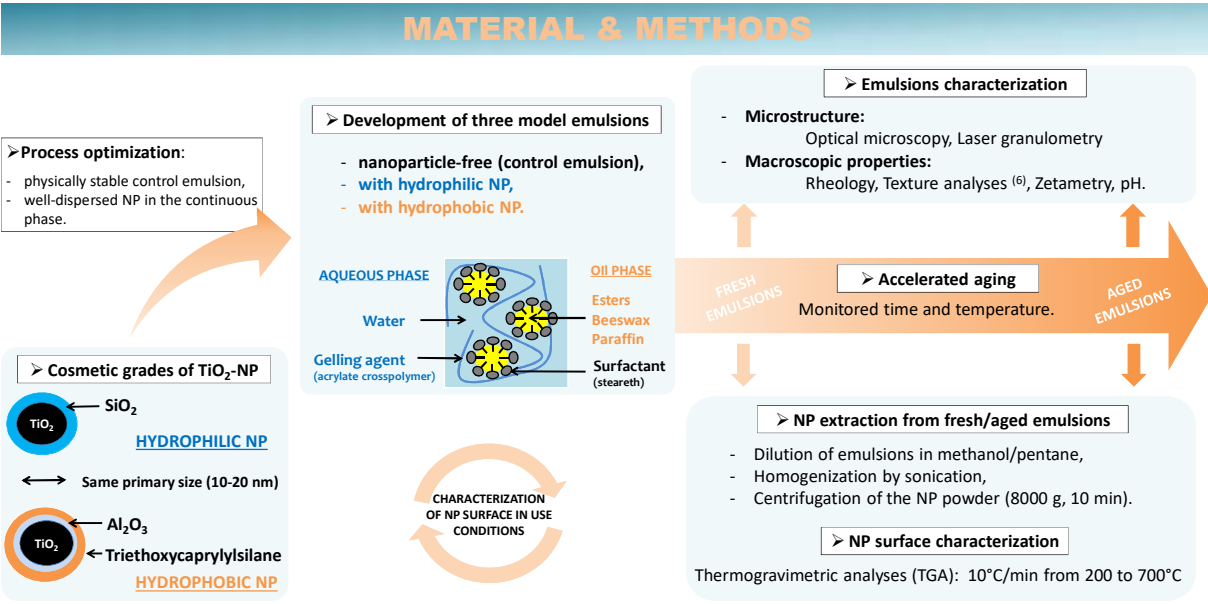 MATERIAL & METHODS
➢Process optimization:
- physically stable control emulsion,
- well-dispersed NP in the continuous
phase.
➢ Cosmetic grades of TiO₂-NP
SiO₂
TiO₂
HYDROPHILIC NP
Same primary size (10-20 nm)
Al₂O₃
TiO₂
Triethoxycaprylylsilane
HYDROPHOBIC NP
➢ Development of three model emulsions
- nanoparticle-free (control emulsion),
- with hydrophilic NP,
- with hydrophobic NP.
AQUEOUS PHASE
Water
Gelling agent
(acrylate crosspolymer)
OIl PHASE
Esters
Beeswax
Paraffin
Surfactant
(steareth)
CHARACTERIZATION
OF NP SURFACE IN USE
CONDITIONS
➢ Emulsions characterization
- Microstructure:
Optical microscopy, Laser granulometry
- Macroscopic properties:
Rheology, Texture analyses ⁽⁶⁾, Zetametry, pH.
FRESH
EMULSIONS
➢ Accelerated aging
Monitored time and temperature.
AGED
EMULSIONS
➢ NP extraction from fresh/aged emulsions
- Dilution of emulsions in methanol/pentane,
- Homogenization by sonication,
- Centrifugation of the NP powder (8000 g, 10 min).
➢ NP surface characterization
Thermogravimetric analyses (TGA): 10°C/min from 200 to 700°C